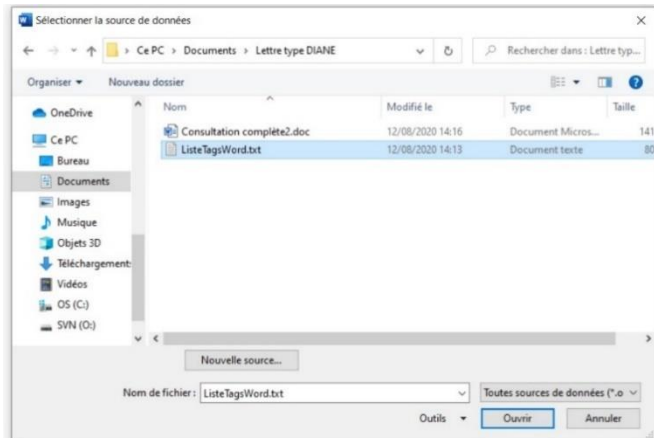 Sélectionner la source de données
Ce PC > Documents > Lettre type DIANE
Rechercher dans : Lettre typ...
Organiser Nouveau dossier
Nom Modifié le Type Taille
OneDrive
Ce PC
Bureau
Documents
Images
Musique
Objets 3D
Téléchargement
Vidéos
OS (C:)
SVN (O:)
Consultation complète2.doc 12/08/2020 14:16 Document Micros... 141
ListeTagsWord.txt 12/08/2020 14:13 Document texte 80
Nouvelle source...
Nom de fichier : ListeTagsWord.txt Toutes sources de données (*.o
Outils Ouvrir Annuler